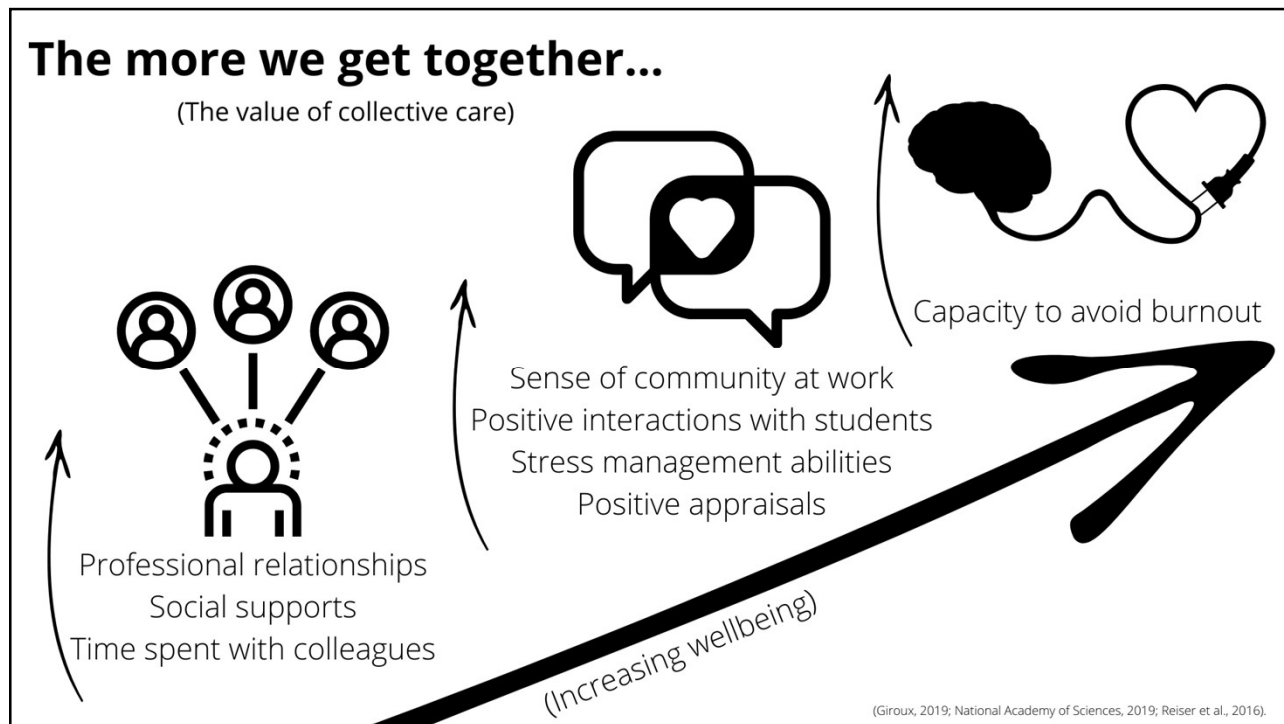 The more we get together...
(The value of collective care)
Professional relationships
Social supports
Time spent with colleagues
Sense of community at work
Positive interactions with students
Stress management abilities
Positive appraisals
Capacity to avoid burnout
(Increasing wellbeing)
(Giroux, 2019; National Academy of Sciences, 2019; Reiser et al., 2016).